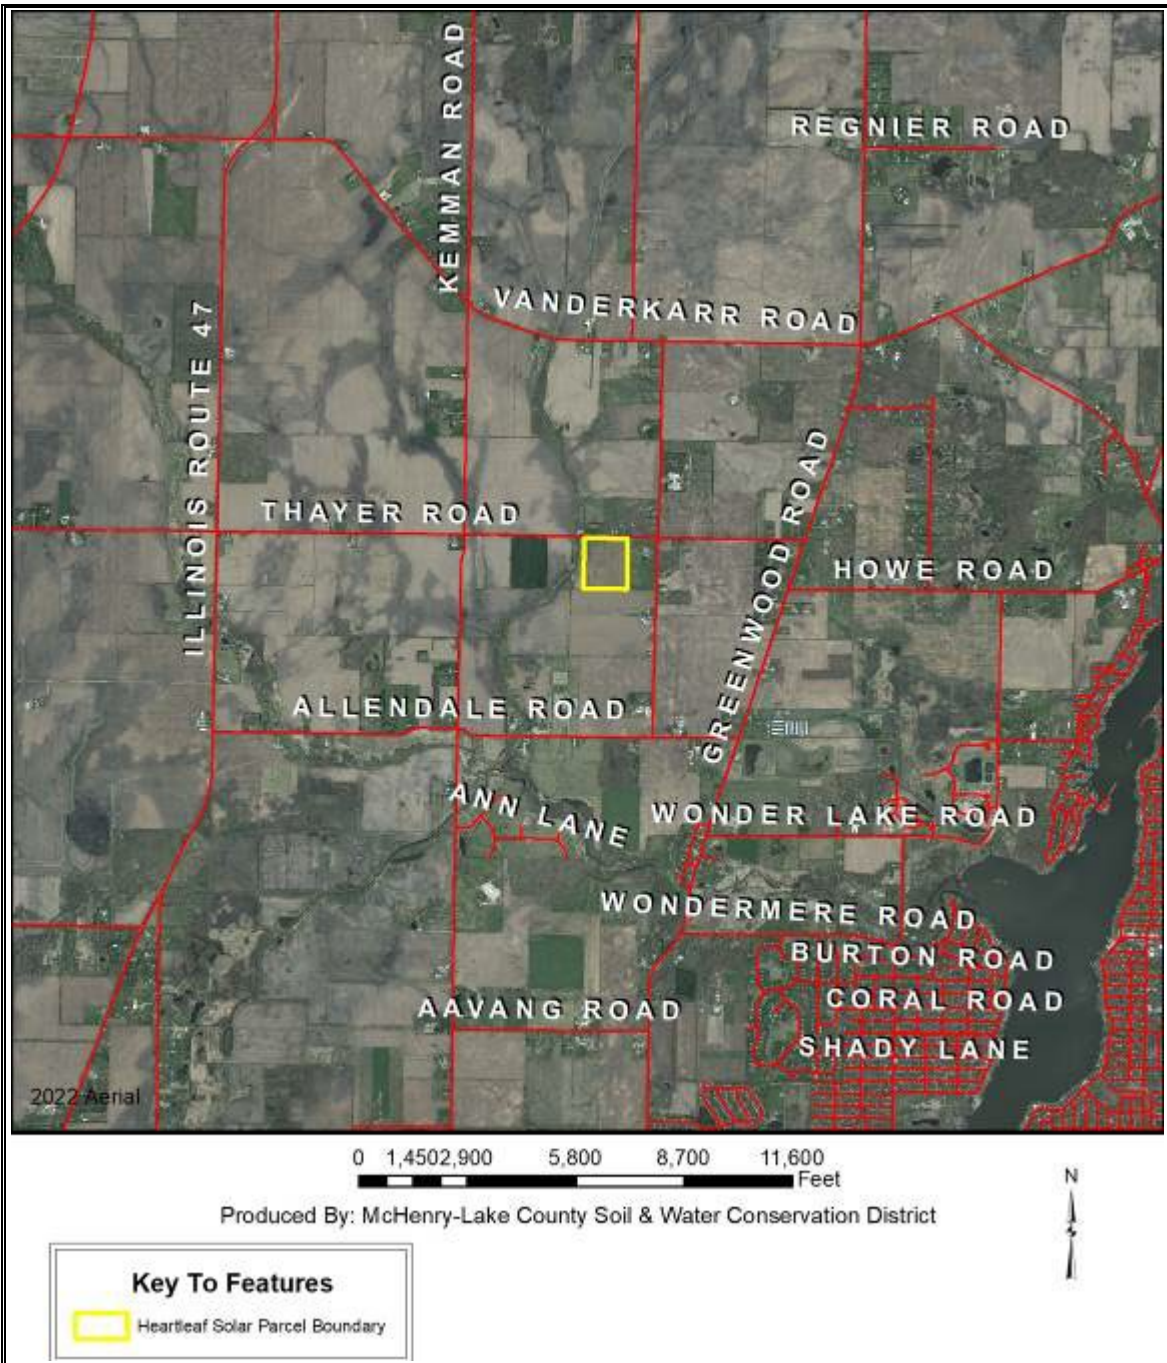 KEMMAN ROAD
REGNIER ROAD
VANDERKARR ROAD
ILLINOIS ROUTE 47
GREENWOOD ROAD
THAYER ROAD
HOWE ROAD
ALLENDALE ROAD
ANN LANE
WONDER LAKE ROAD
WONDERMERE ROAD
BURTON ROAD
CORAL ROAD
AAVANG ROAD
SHADY LANE
2022 Aerial
0 1,450 2,900 5,800 8,700 11,600
Feet
N
Produced By: McHenry-Lake County Soil & Water Conservation District
Key To Features
Heartleaf Solar Parcel Boundary